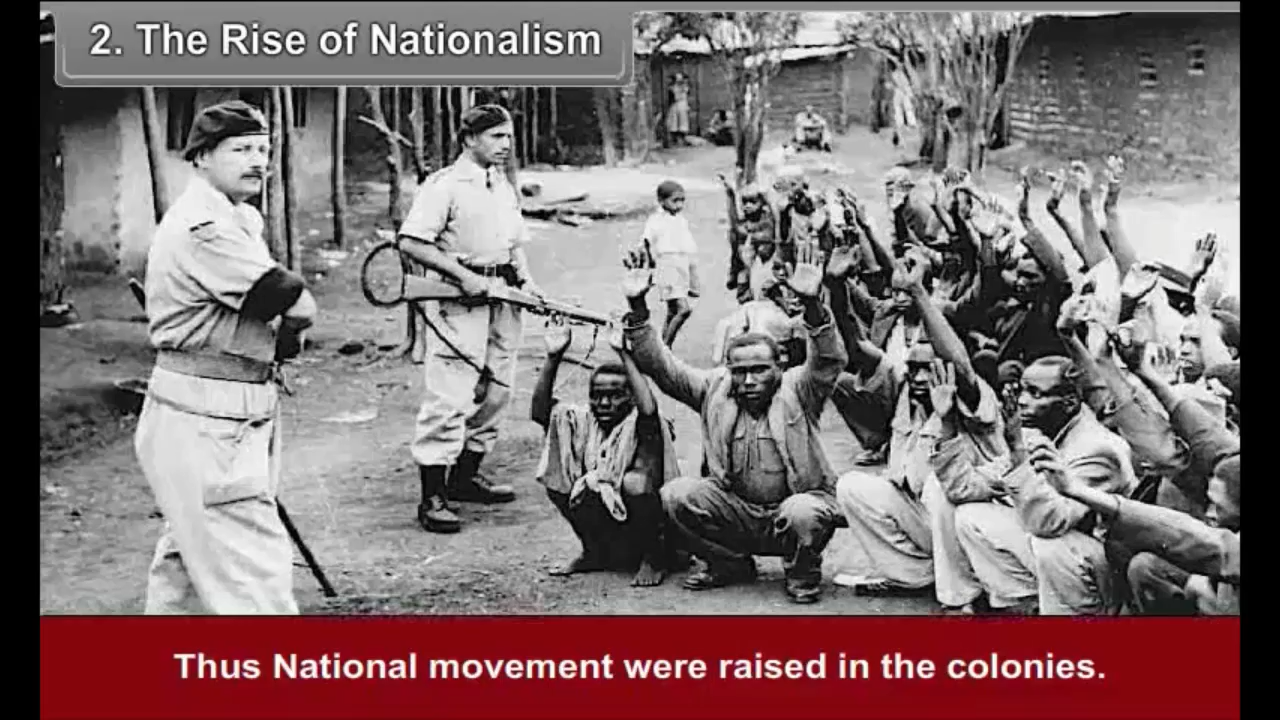 2. The Rise of Nationalism
Thus National movement were raised in the colonies.